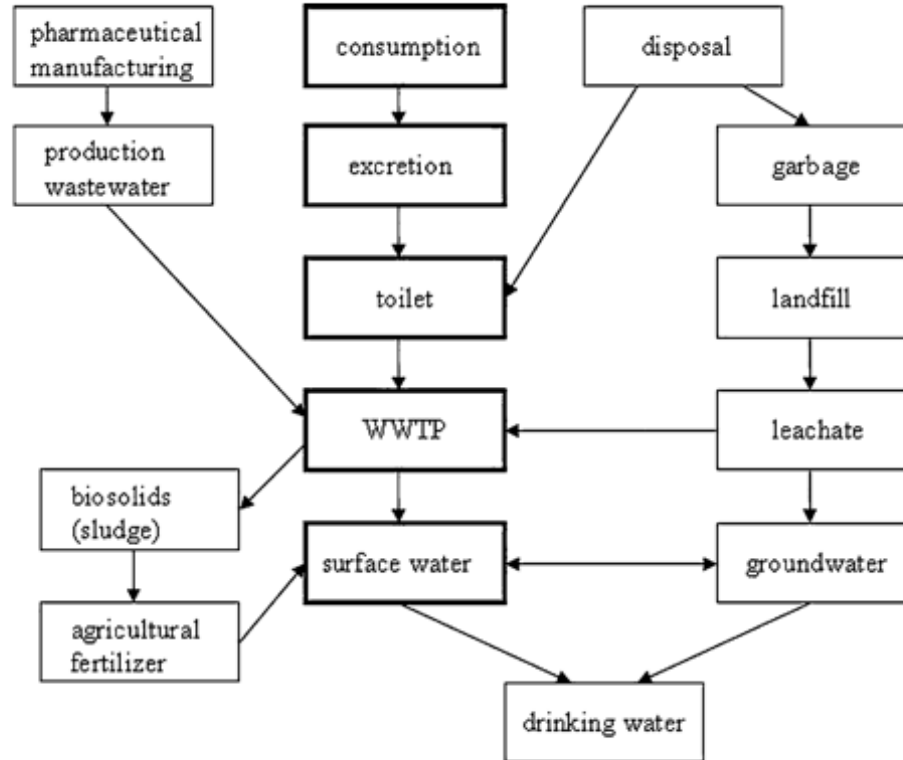 pharmaceutical
manufacturing
consumption
disposal
production
wastewater
excretion
garbage
toilet
landfill
WWTP
leachate
biosolids
(sludge)
surface water
groundwater
agricultural
fertilizer
drinking water